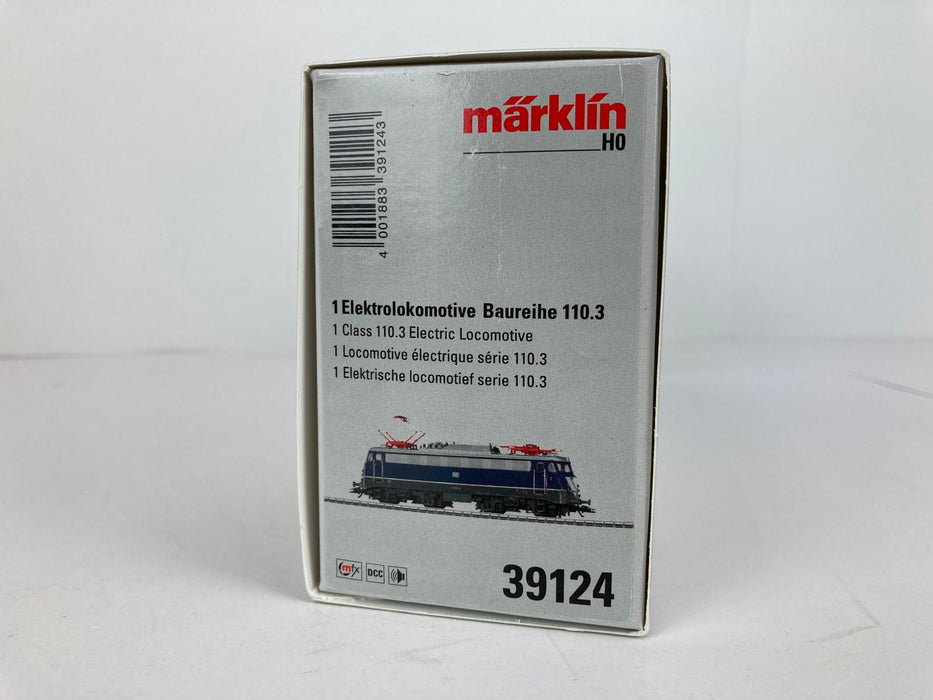 märklín
H0
4 001883 391243
1 Elektrolokomotive Baureihe 110.3
1 Class 110.3 Electric Locomotive
1 Locomotive électrique série 110.3
1 Elektrische locomotief serie 110.3
mfx DCC
39124